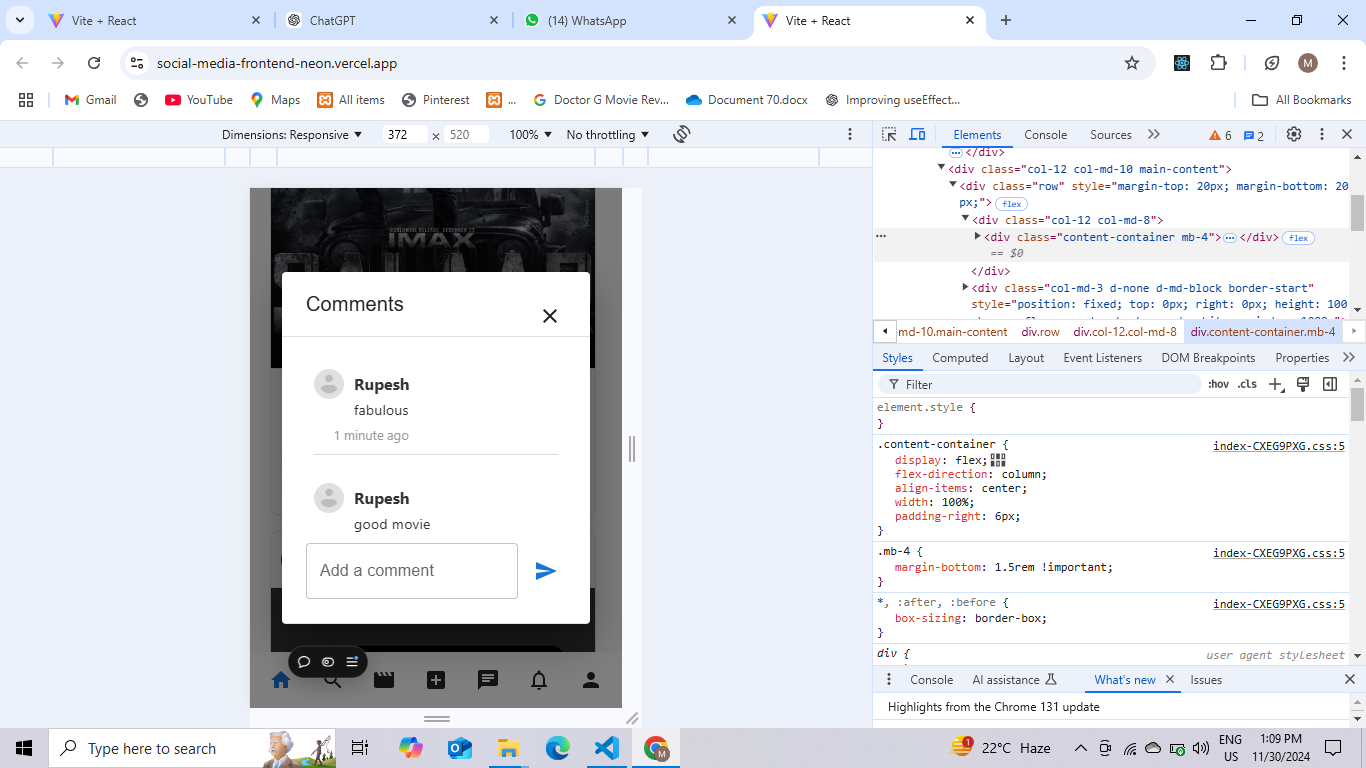 Vite + React
ChatGPT
(14) WhatsApp
Vite + React
social-media-frontend-neon.vercel.app
M
Gmail
YouTube
Maps
All items
Pinterest
...
Doctor G Movie Rev...
Document 70.docx
Improving useEffect...
All Bookmarks
Dimensions: Responsive
372
×
520
100%
No throttling
Elements
Console
Sources
6
2
</div>
<div class="col-12 col-md-10 main-content">
<div class="row" style="margin-top: 20px; margin-bottom: 20
px;">
flex
<div class="col-12 col-md-8">
<div class="content-container mb-4">
</div>
flex
== $0
</div>
<div class="col-md-3 d-none d-md-block border-start"
style="position: fixed; top: 0px; right: 0px; height: 100
md-10.main-content
div.row
div.col-12.col-md-8
div.content-container.mb-4
Styles
Computed
Layout
Event Listeners
DOM Breakpoints
Properties
Filter
:hov
.cls
element.style {
}
.content-container {
index-CXEG9PXG.css:5
display: flex;
flex-direction: column;
align-items: center;
width: 100%;
padding-right: 6px;
}
.mb-4 {
index-CXEG9PXG.css:5
margin-bottom: 1.5rem !important;
}
*, :after, :before {
index-CXEG9PXG.css:5
box-sizing: border-box;
}
div {
user agent stylesheet
Console
AI assistance
What's new
Issues
Highlights from the Chrome 131 update
IMAX
Comments
Rupesh
fabulous
1 minute ago
Rupesh
good movie
Add a comment
Type here to search
M
1
22°C
Haze
ENG
US
1:09 PM
11/30/2024